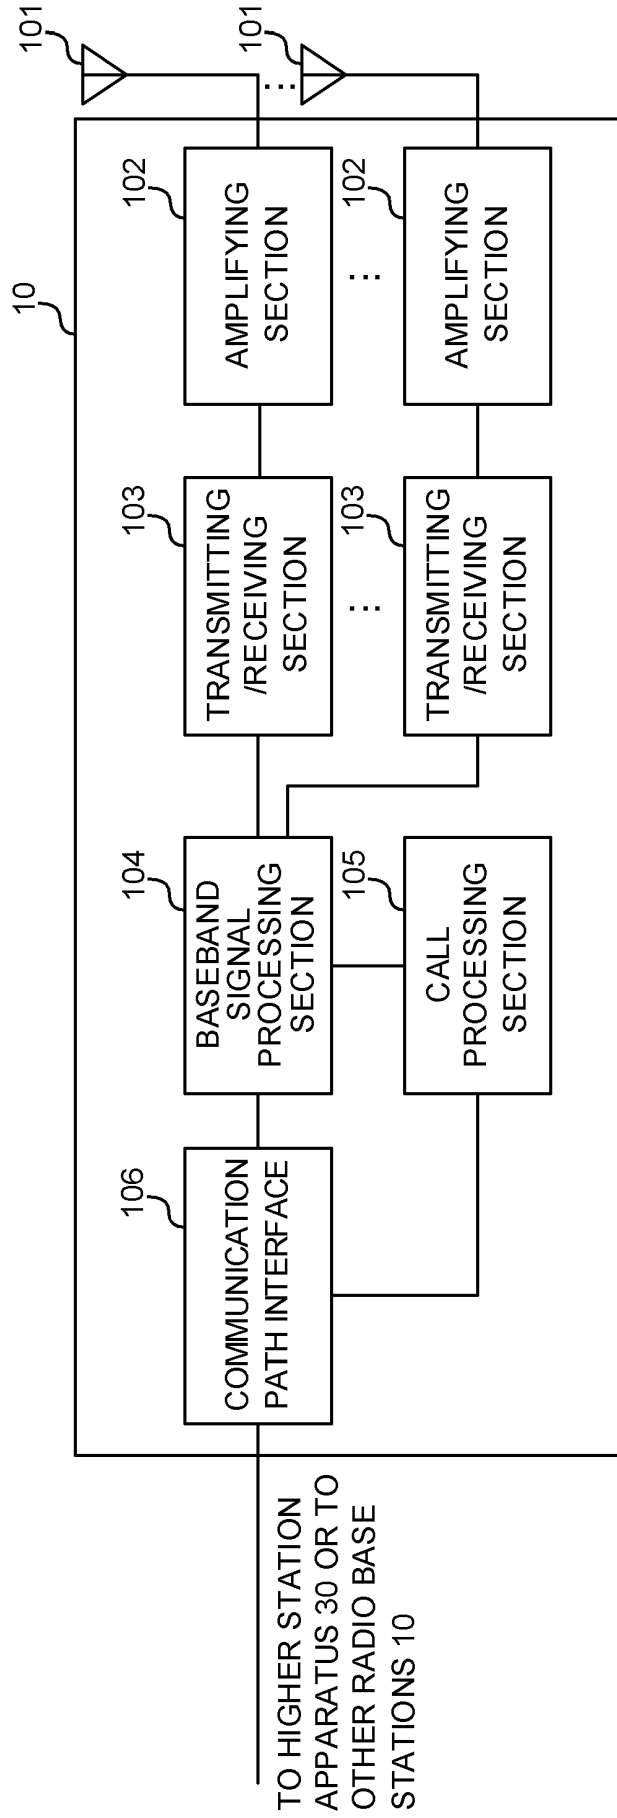 10
101
101
COMMUNICATION
PATH INTERFACE
106
BASEBAND
SIGNAL
PROCESSING
SECTION
104
TRANSMITTING
/RECEIVING
SECTION
103
AMPLIFYING
SECTION
102
...
...
...
CALL
PROCESSING
SECTION
105
TRANSMITTING
/RECEIVING
SECTION
103
AMPLIFYING
SECTION
102
TO HIGHER STATION
APPARATUS 30 OR TO
OTHER RADIO BASE
STATIONS 10